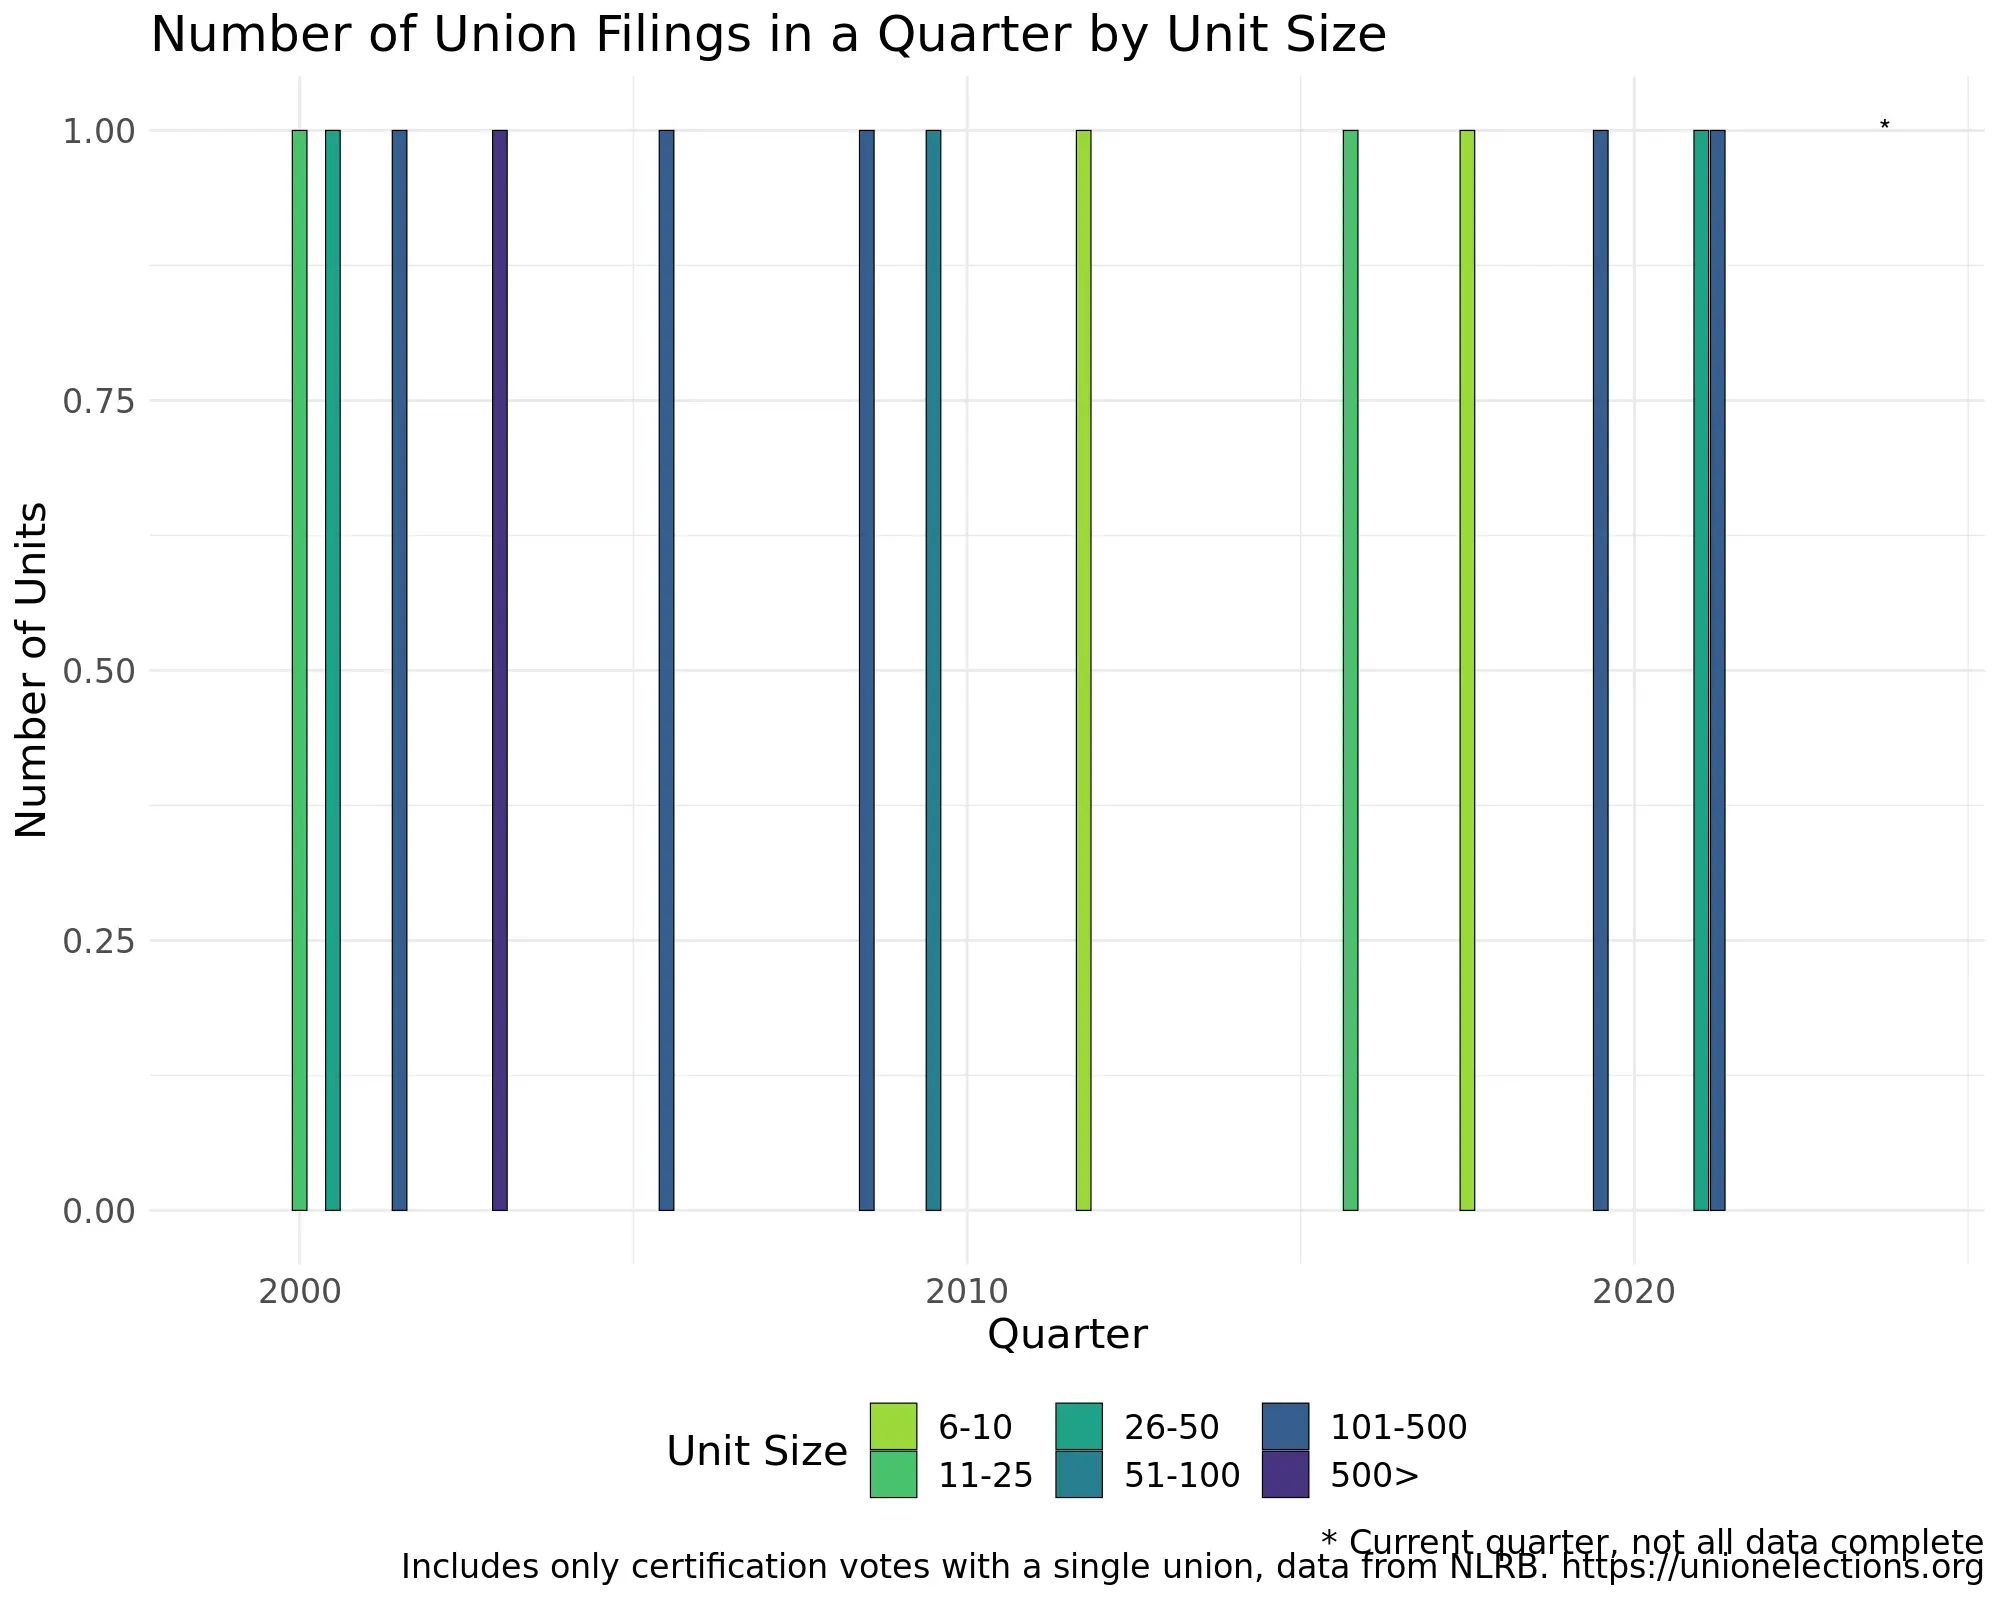 Number of Union Filings in a Quarter by Unit Size
*
1.00
0.75
0.50
0.25
0.00
Number of Units
2000 2010 2020
Quarter
Unit Size
6-10 26-50 101-500
11-25 51-100 500>
* Current quarter, not all data complete
Includes only certification votes with a single union, data from NLRB. https://unionelections.org